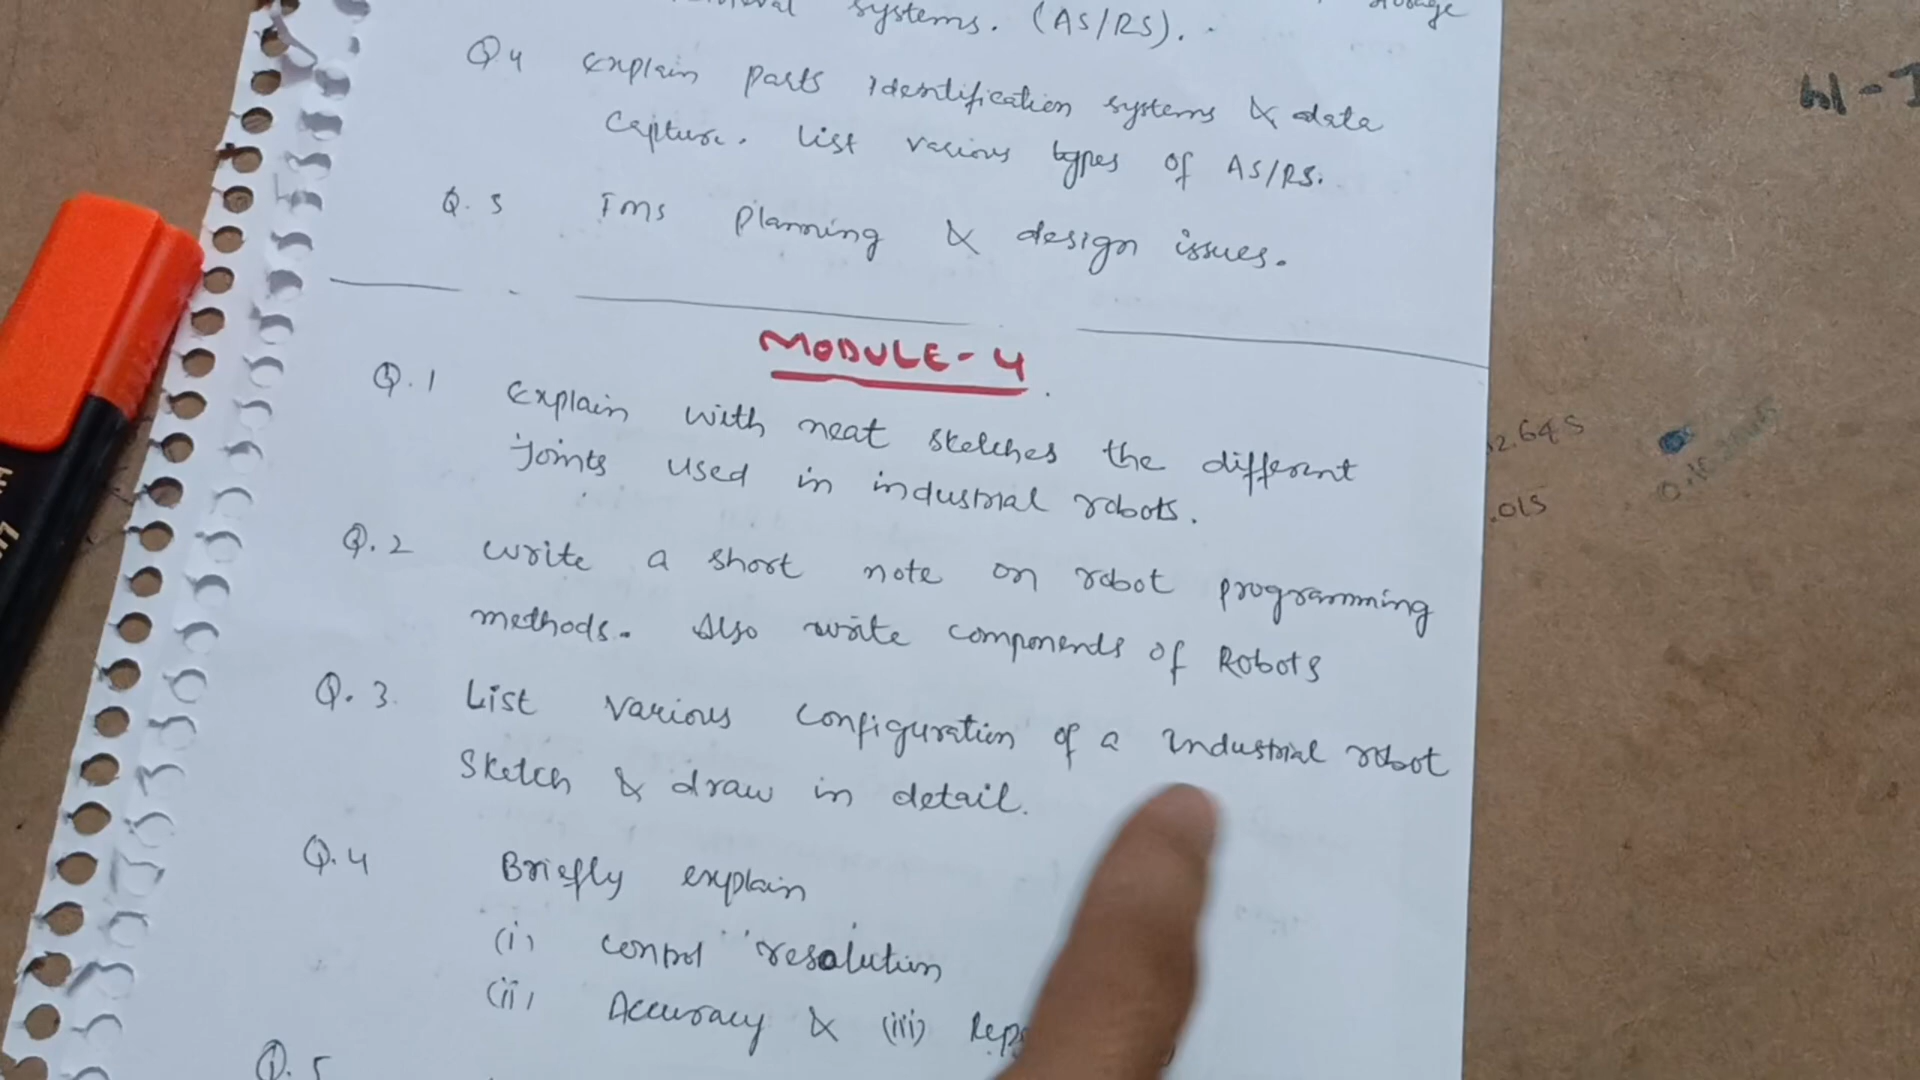 systems. (AS/RS).
Q4 Explain parts identification systems & data
Capture. List various types of AS/RS.
Q.5 FMS planning & design issues.
MODULE-4
Q.1 Explain with neat sketches the different
joints used in industrial robots.
Q.2 Write a short note on robot programming
methods. Also write components of Robots
Q.3. List various configuration of a industrial robot
Sketch & draw in detail.
Q.4 Briefly explain
(i) control resolution
(ii) Accuracy & (iii)
Q.5